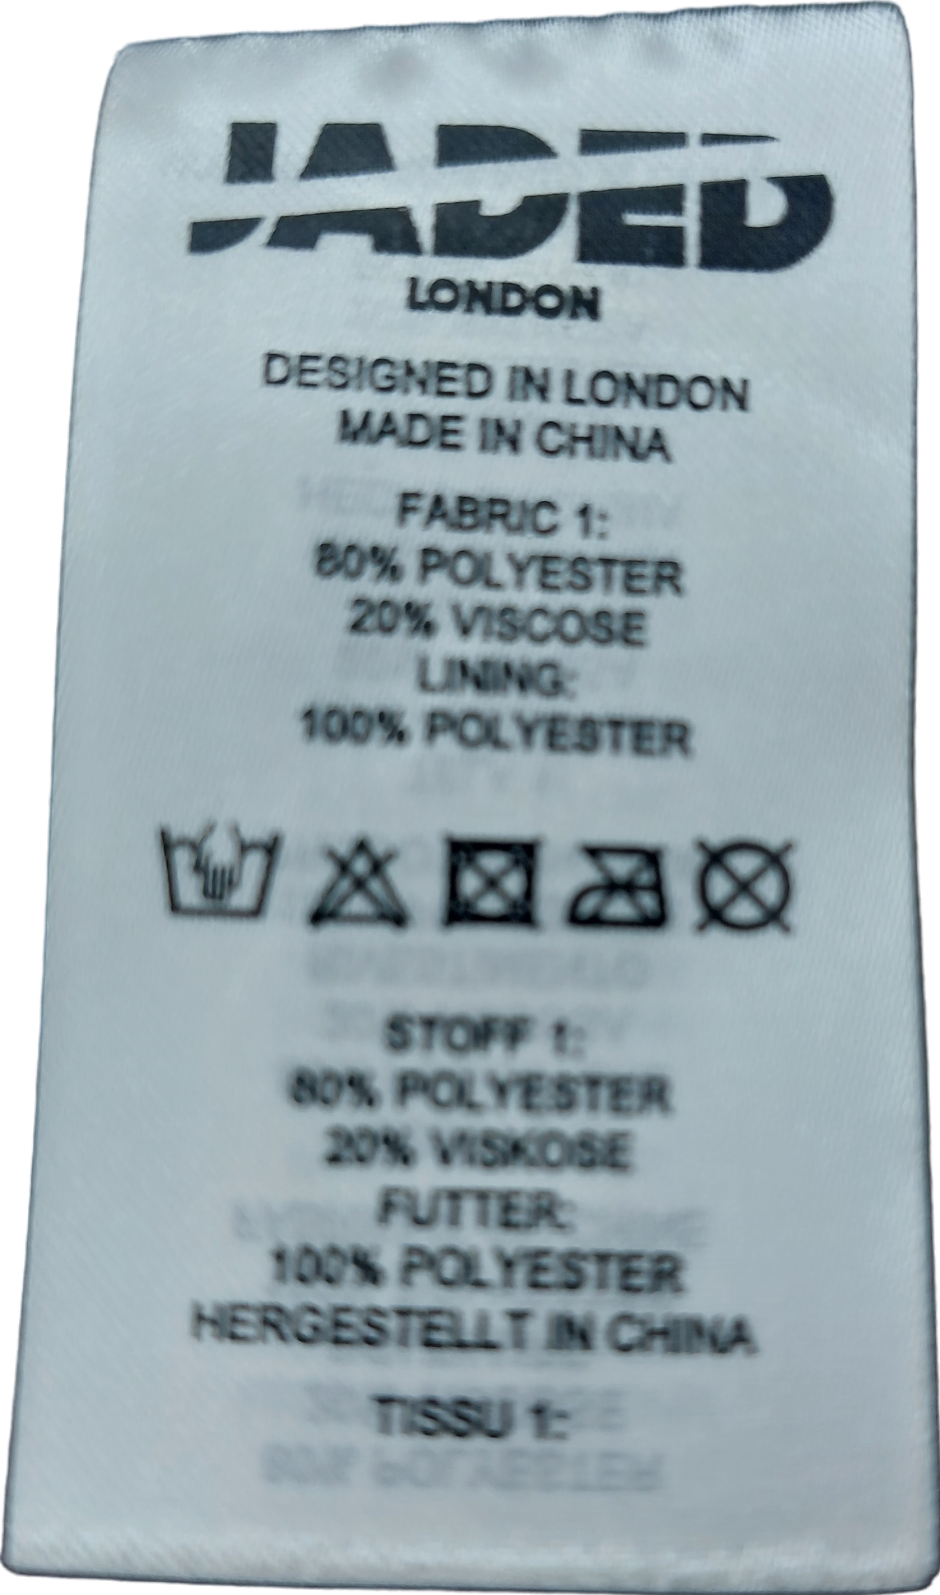 JADED
LONDON
DESIGNED IN LONDON
MADE IN CHINA
FABRIC 1:
80% POLYESTER
20% VISCOSE
LINING:
100% POLYESTER
STOFF 1:
80% POLYESTER
20% VISKOSE
FUTTER:
100% POLYESTER
HERGESTELLT IN CHINA
TISSU 1: